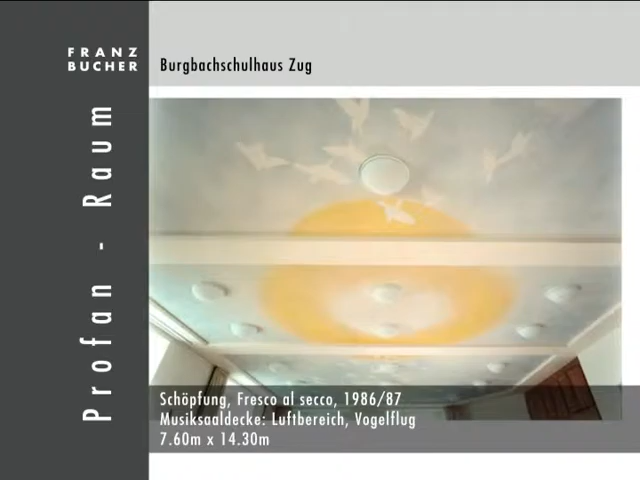 FRANZ
BUCHER
Burgbachschulhaus Zug
Profan - Raum
Schöpfung, Fresco al secco, 1986/87
Musiksaaldecke: Luftbereich, Vogelflug
7.60m x 14.30m